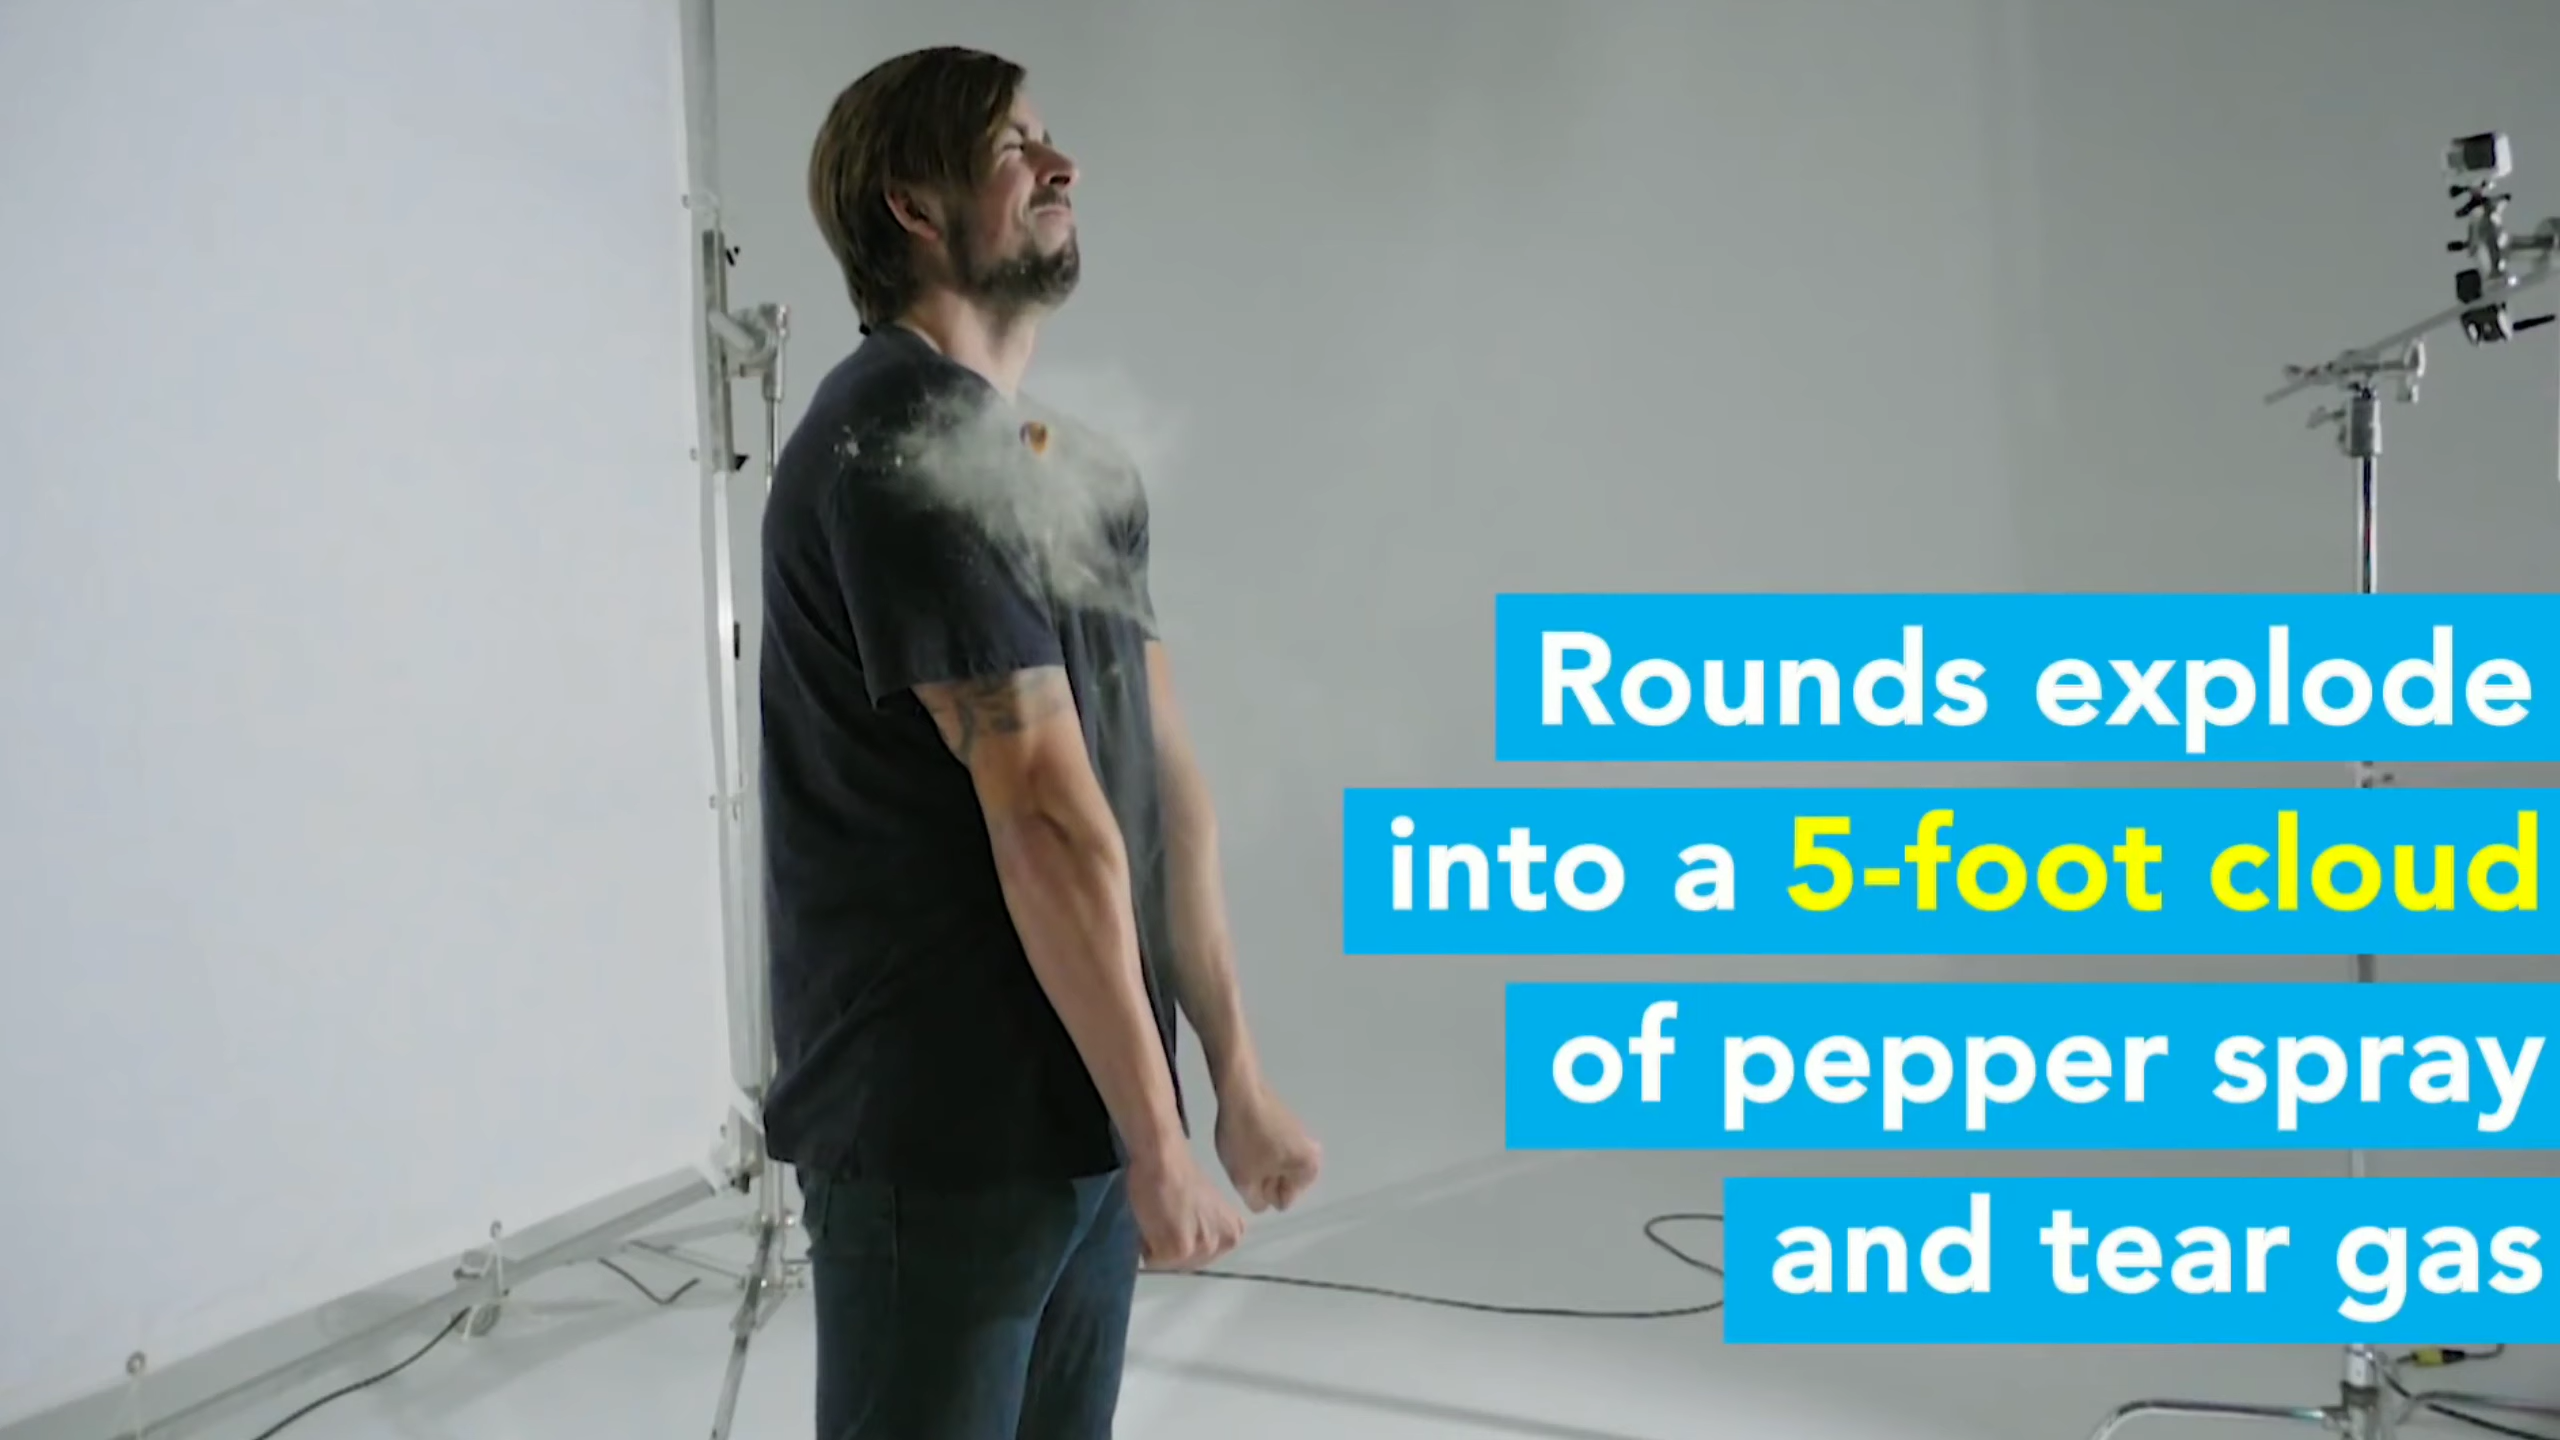 Rounds explode
into a 5-foot cloud
of pepper spray
and tear gas